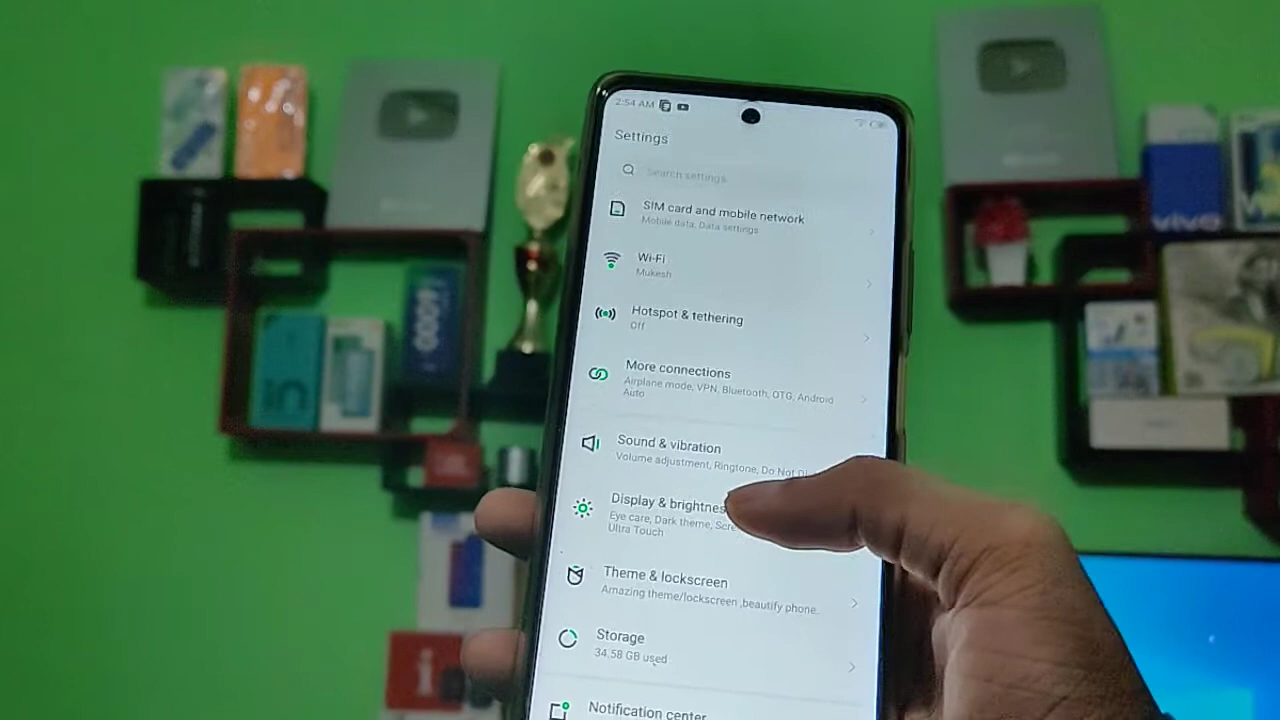 2:54 AM
Settings
Search settings
SIM card and mobile network
Mobile data, Data settings
Wi-Fi
Mukesh
Hotspot & tethering
Off
More connections
Airplane mode, VPN, Bluetooth, OTG, Android
Auto
Sound & vibration
Volume adjustment, Ringtone, Do Not Di
Display & brightnes
Eye care, Dark theme, Scre
Ultra Touch
Theme & lockscreen
Amazing theme/lockscreen ,beautify phone.
Storage
34.58 GB used
Notification center
vivo
6000